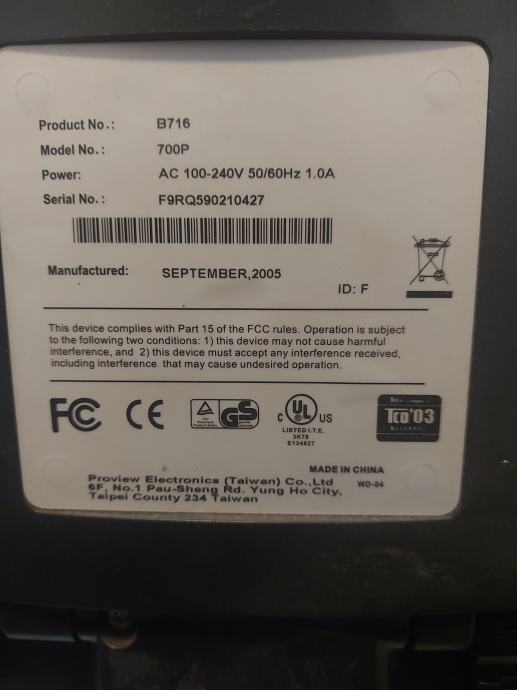 Product No.: B716
Model No.: 700P
Power: AC 100-240V 50/60Hz 1.0A
Serial No.: F9RQ590210427
Manufactured: SEPTEMBER,2005
ID: F
This device complies with Part 15 of the FCC rules. Operation is subject
to the following two conditions: 1) this device may not cause harmful
interference, and 2) this device must accept any interference received,
including interference that may cause undesired operation.
FC CE TÜV GS c UL US TCO'03
LISTED I.T.E.
3K78
E134827
MADE IN CHINA
Proview Electronics (Taiwan) Co.,Ltd WD-04
6F, No.1 Pau-Sheng Rd. Yung Ho City,
Taipei County 234 Taiwan